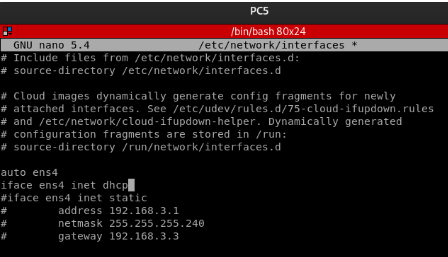 PC5
/bin/bash 80x24
GNU nano 5.4 /etc/network/interfaces *
# Include files from /etc/network/interfaces.d:
# source-directory /etc/network/interfaces.d

# Cloud images dynamically generate config fragments for newly
# attached interfaces. See /etc/udev/rules.d/75-cloud-ifupdown.rules
# and /etc/network/cloud-ifupdown-helper. Dynamically generated
# configuration fragments are stored in /run:
# source-directory /run/network/interfaces.d

auto ens4
iface ens4 inet dhcp
#iface ens4 inet static
#        address 192.168.3.1
#        netmask 255.255.255.240
#        gateway 192.168.3.3